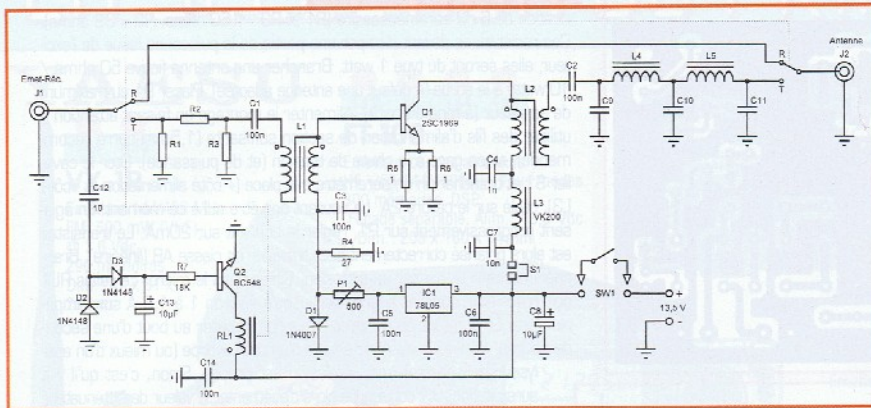 Emet-Réc.
J1
R
T
R2
C1
100n
R1
R3
L1
Q1
2SC1969
R5
1
R6
1
C2
100n
L2
L4
L5
R
T
Antenne
J2
C9
C10
C11
C12
10
C3
100n
C4
1n
L3
VK200
R4
27
C7
10n
S1
D3
1N4148
R7
18K
Q2
BC548
D2
1N4148
C13
10µF
RL1
D1
1N4007
P1
500
C5
100n
1
IC1
78L05
3
2
C6
100n
C8
10µF
SW1
+
13,5 V
-
C14
100n